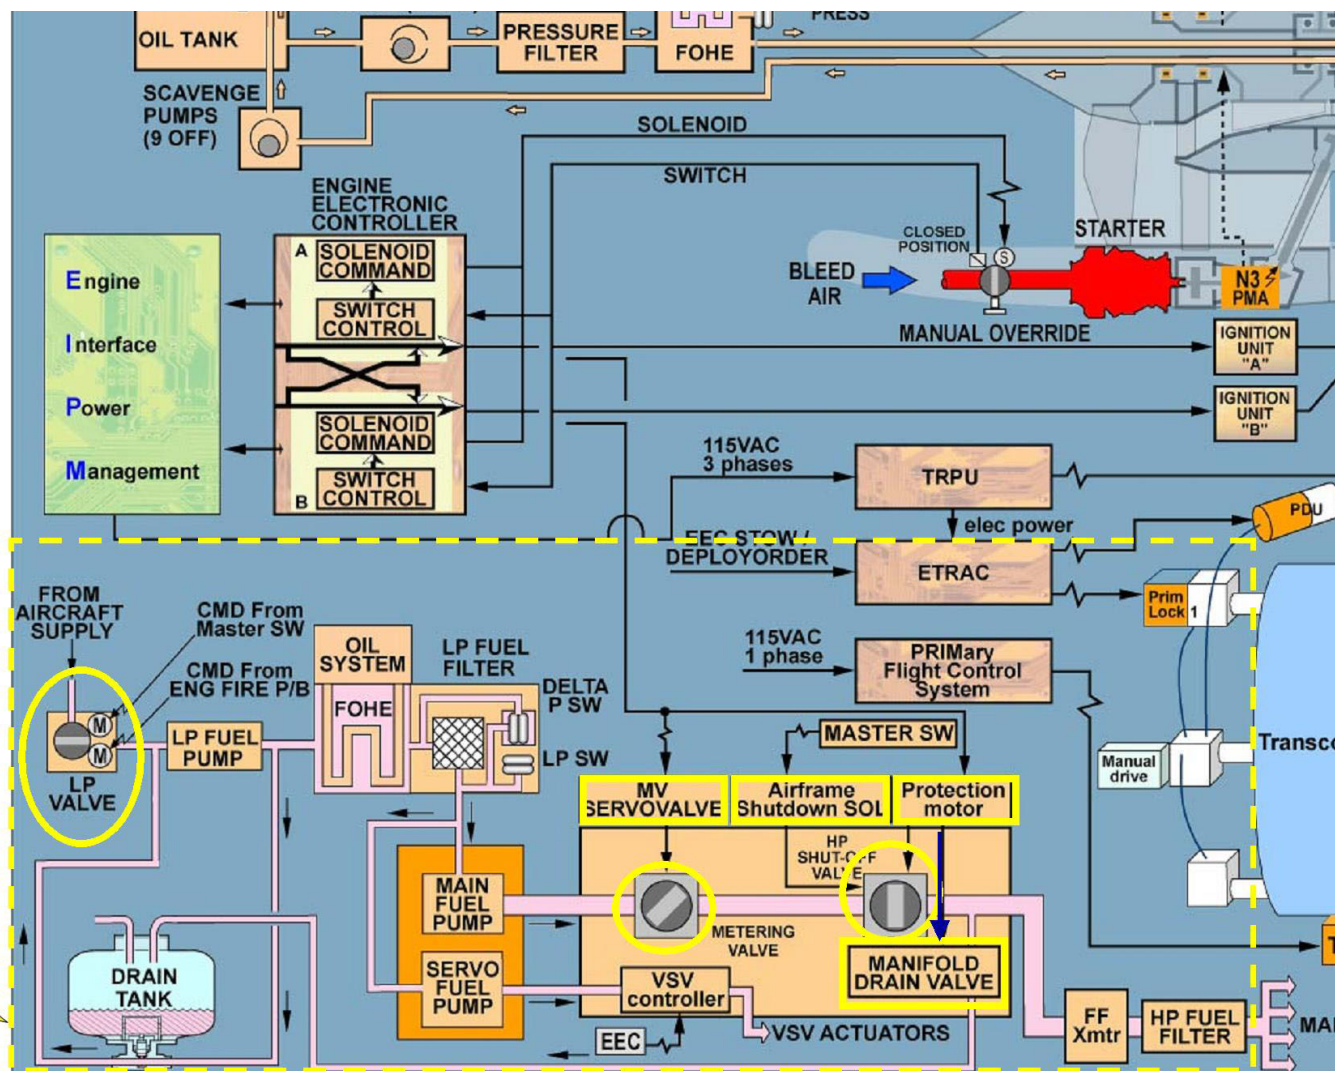 PRESS
OIL TANK
PRESSURE
FILTER
FOHE
SCAVENGE
PUMPS
(9 OFF)
SOLENOID
SWITCH
ENGINE
ELECTRONIC
CONTROLLER
A
SOLENOID
COMMAND
SWITCH
CONTROL
SOLENOID
COMMAND
SWITCH
CONTROL
B
Engine
Interface
Power
Management
CLOSED
POSITION
S
STARTER
BLEED
AIR
N3
PMA
MANUAL OVERRIDE
IGNITION
UNIT
"A"
IGNITION
UNIT
"B"
115VAC
3 phases
TRPU
elec power
PDU
EEC STOW /
DEPLOYORDER
ETRAC
Prim
Lock 1
115VAC
1 phase
PRIMary
Flight Control
System
FROM
AIRCRAFT
SUPPLY
CMD From
Master SW
CMD From
ENG FIRE P/B
M
M
LP
VALVE
LP FUEL
PUMP
OIL
SYSTEM
FOHE
LP FUEL
FILTER
DELTA
P SW
LP SW
MASTER SW
Manual
drive
MV
SERVOVALVE
Airframe
Shutdown SOL
Protection
motor
HP
SHUT-OFF
VALVE
METERING
VALVE
MAIN
FUEL
PUMP
SERVO
FUEL
PUMP
VSV
controller
MANIFOLD
DRAIN VALVE
DRAIN
TANK
EEC
VSV ACTUATORS
FF
Xmtr
HP FUEL
FILTER